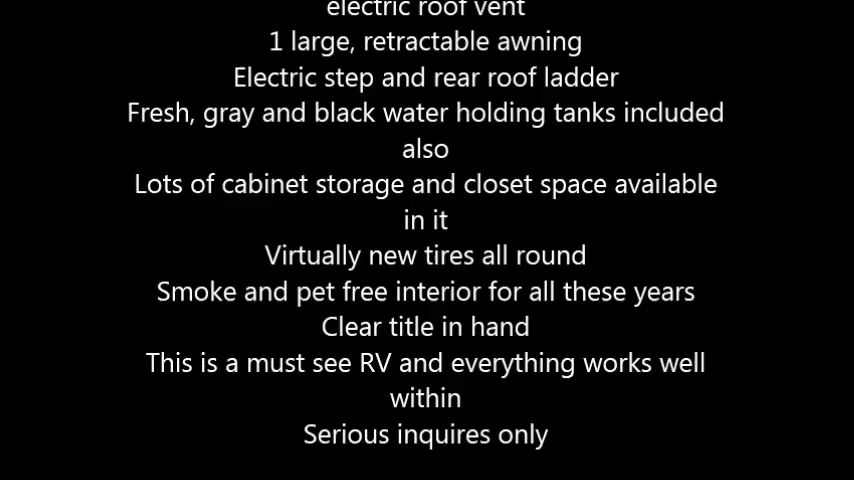 electric roof vent
1 large, retractable awning
Electric step and rear roof ladder
Fresh, gray and black water holding tanks included
also
Lots of cabinet storage and closet space available
in it
Virtually new tires all round
Smoke and pet free interior for all these years
Clear title in hand
This is a must see RV and everything works well
within
Serious inquires only